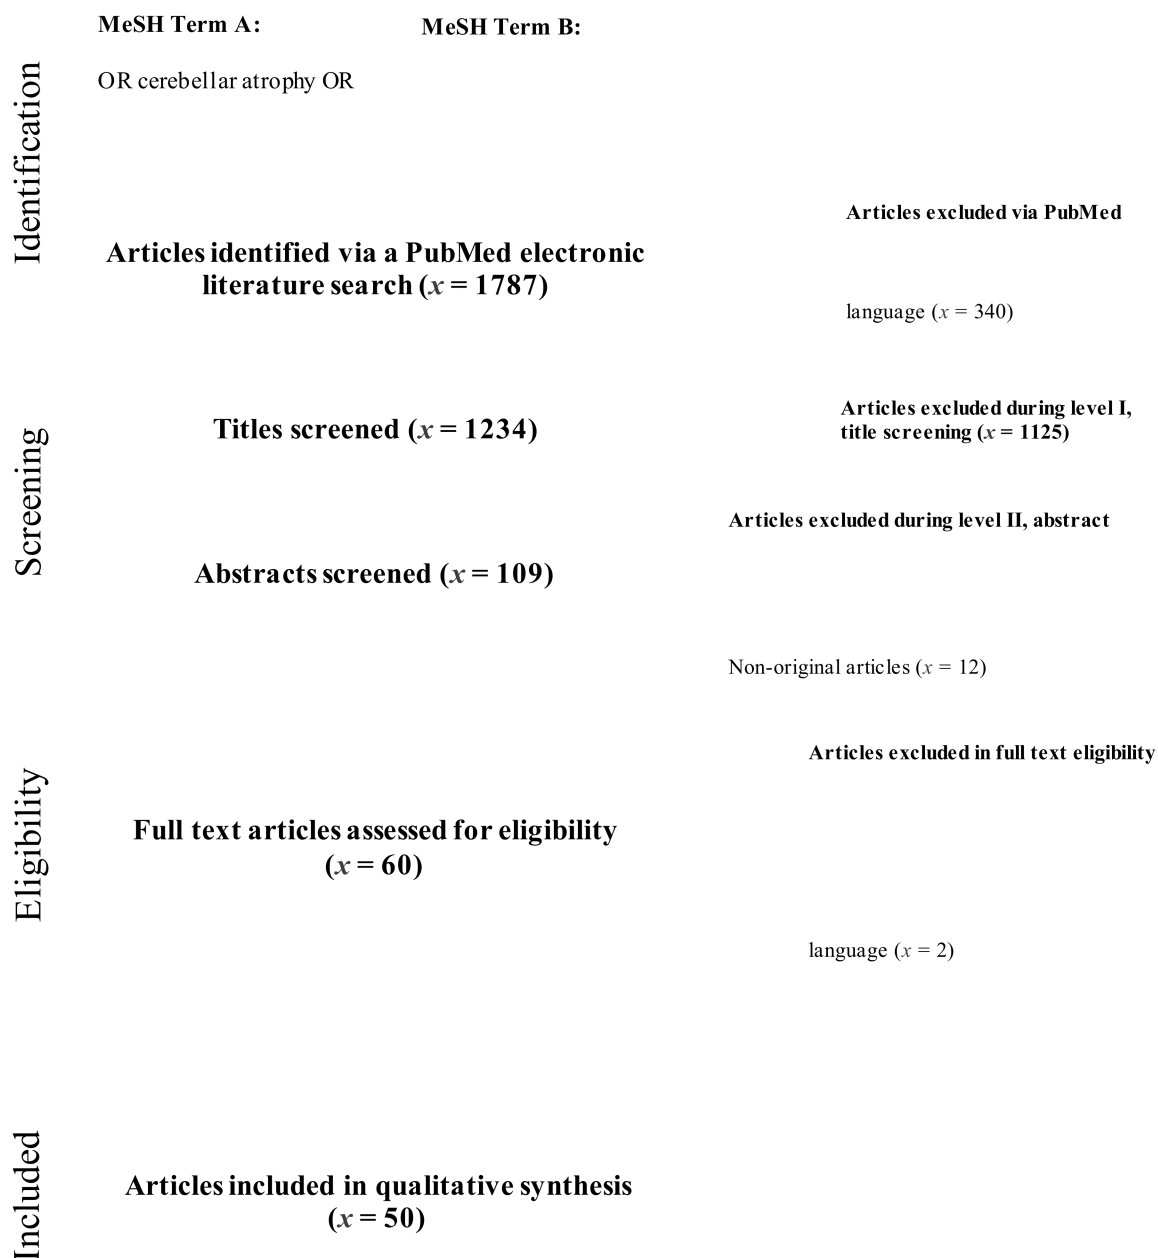 MeSH Term A:
MeSH Term B:
OR cerebellar atrophy OR
Identification
Articles excluded via PubMed
Articles identified via a PubMed electronic
literature search (x = 1787)
language (x = 340)
Screening
Titles screened (x = 1234)
Articles excluded during level I,
title screening (x = 1125)
Articles excluded during level II, abstract
Abstracts screened (x = 109)
Non-original articles (x = 12)
Eligibility
Articles excluded in full text eligibility
Full text articles assessed for eligibility
(x = 60)
language (x = 2)
Included
Articles included in qualitative synthesis
(x = 50)